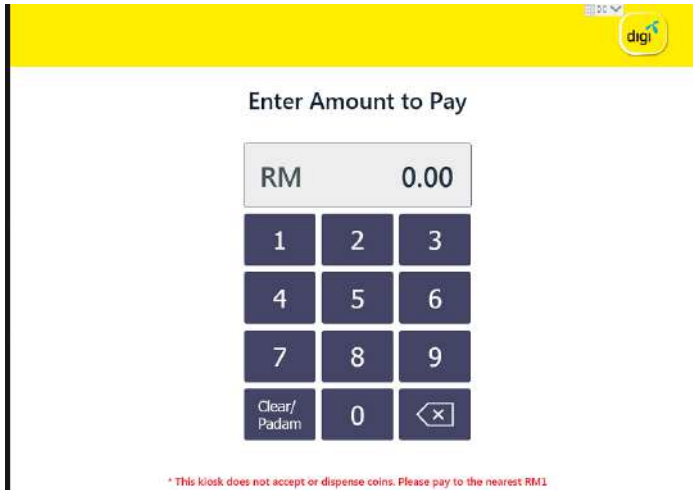 digi
Enter Amount to Pay
RM 0.00
1 2 3
4 5 6
7 8 9
Clear/
Padam 0
* This kiosk does not accept or dispense coins. Please pay to the nearest RM1